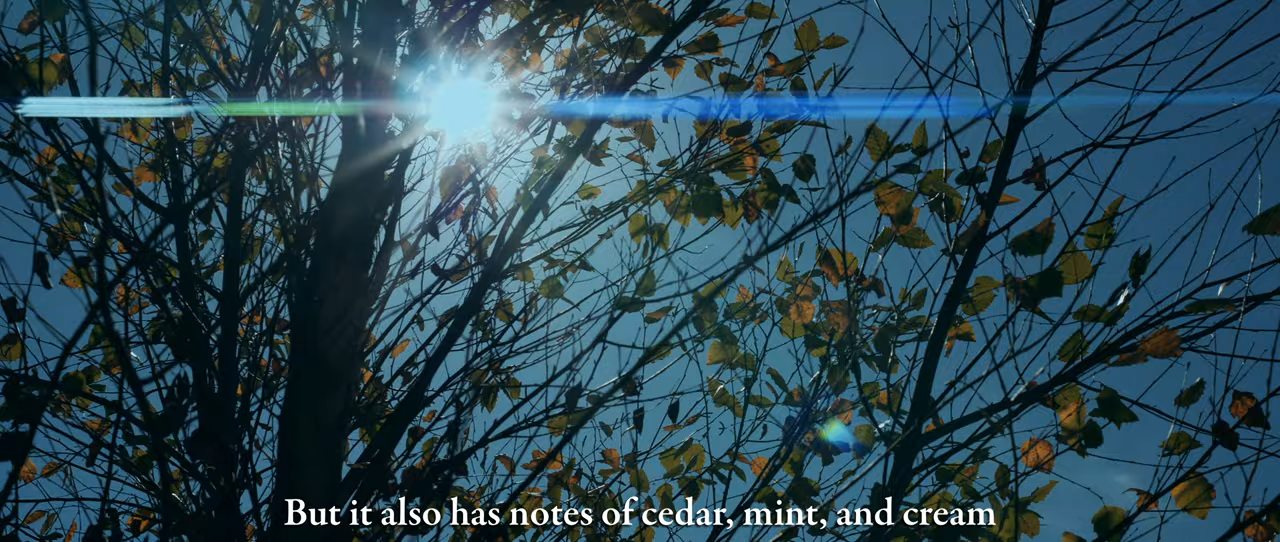 But it also has notes of cedar, mint, and cream